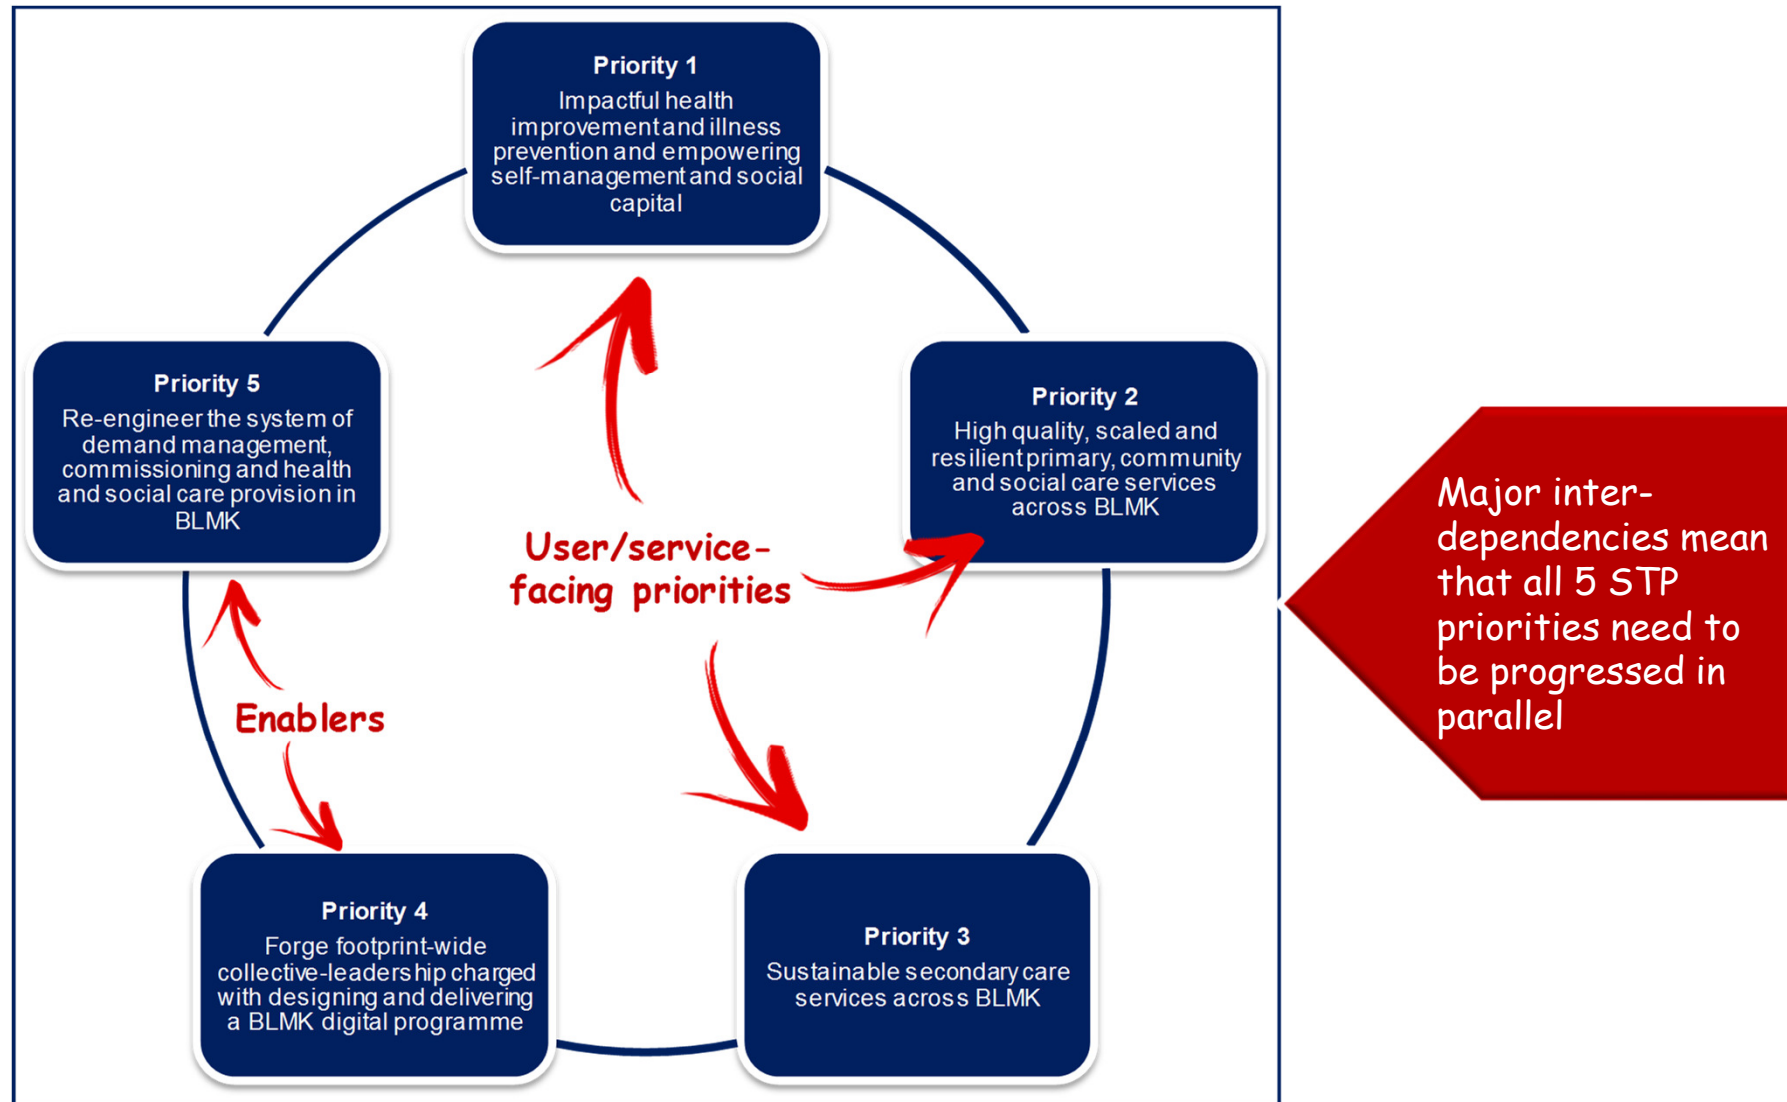 Priority 1
Impactful health
improvement and illness
prevention and empowering
self-management and social
capital
Priority 5
Re-engineer the system of
demand management,
commissioning and health
and social care provision in
BLMK
Priority 2
High quality, scaled and
resilient primary, community
and social care services
across BLMK
User/service-
facing priorities
Enablers
Priority 4
Forge footprint-wide
collective-leadership charged
with designing and delivering
a BLMK digital programme
Priority 3
Sustainable secondary care
services across BLMK
Major inter-
dependencies mean
that all 5 STP
priorities need to
be progressed in
parallel